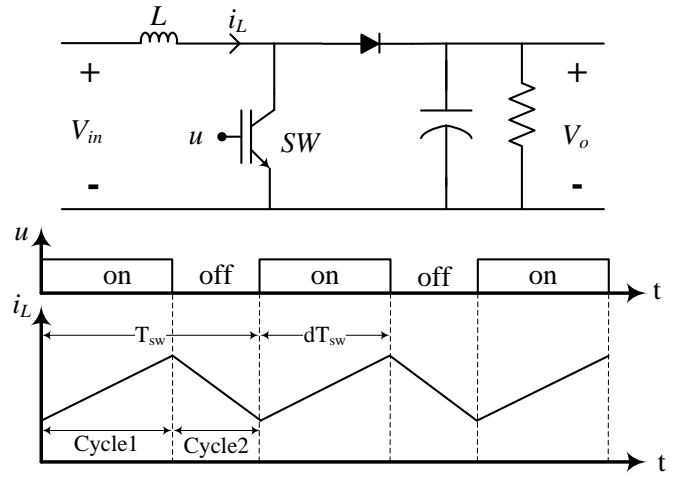 L i_L
+ +
V_in u SW V_o
- -
u
on off on off on
t
i_L
T_sw dT_sw
Cycle1 Cycle2
t